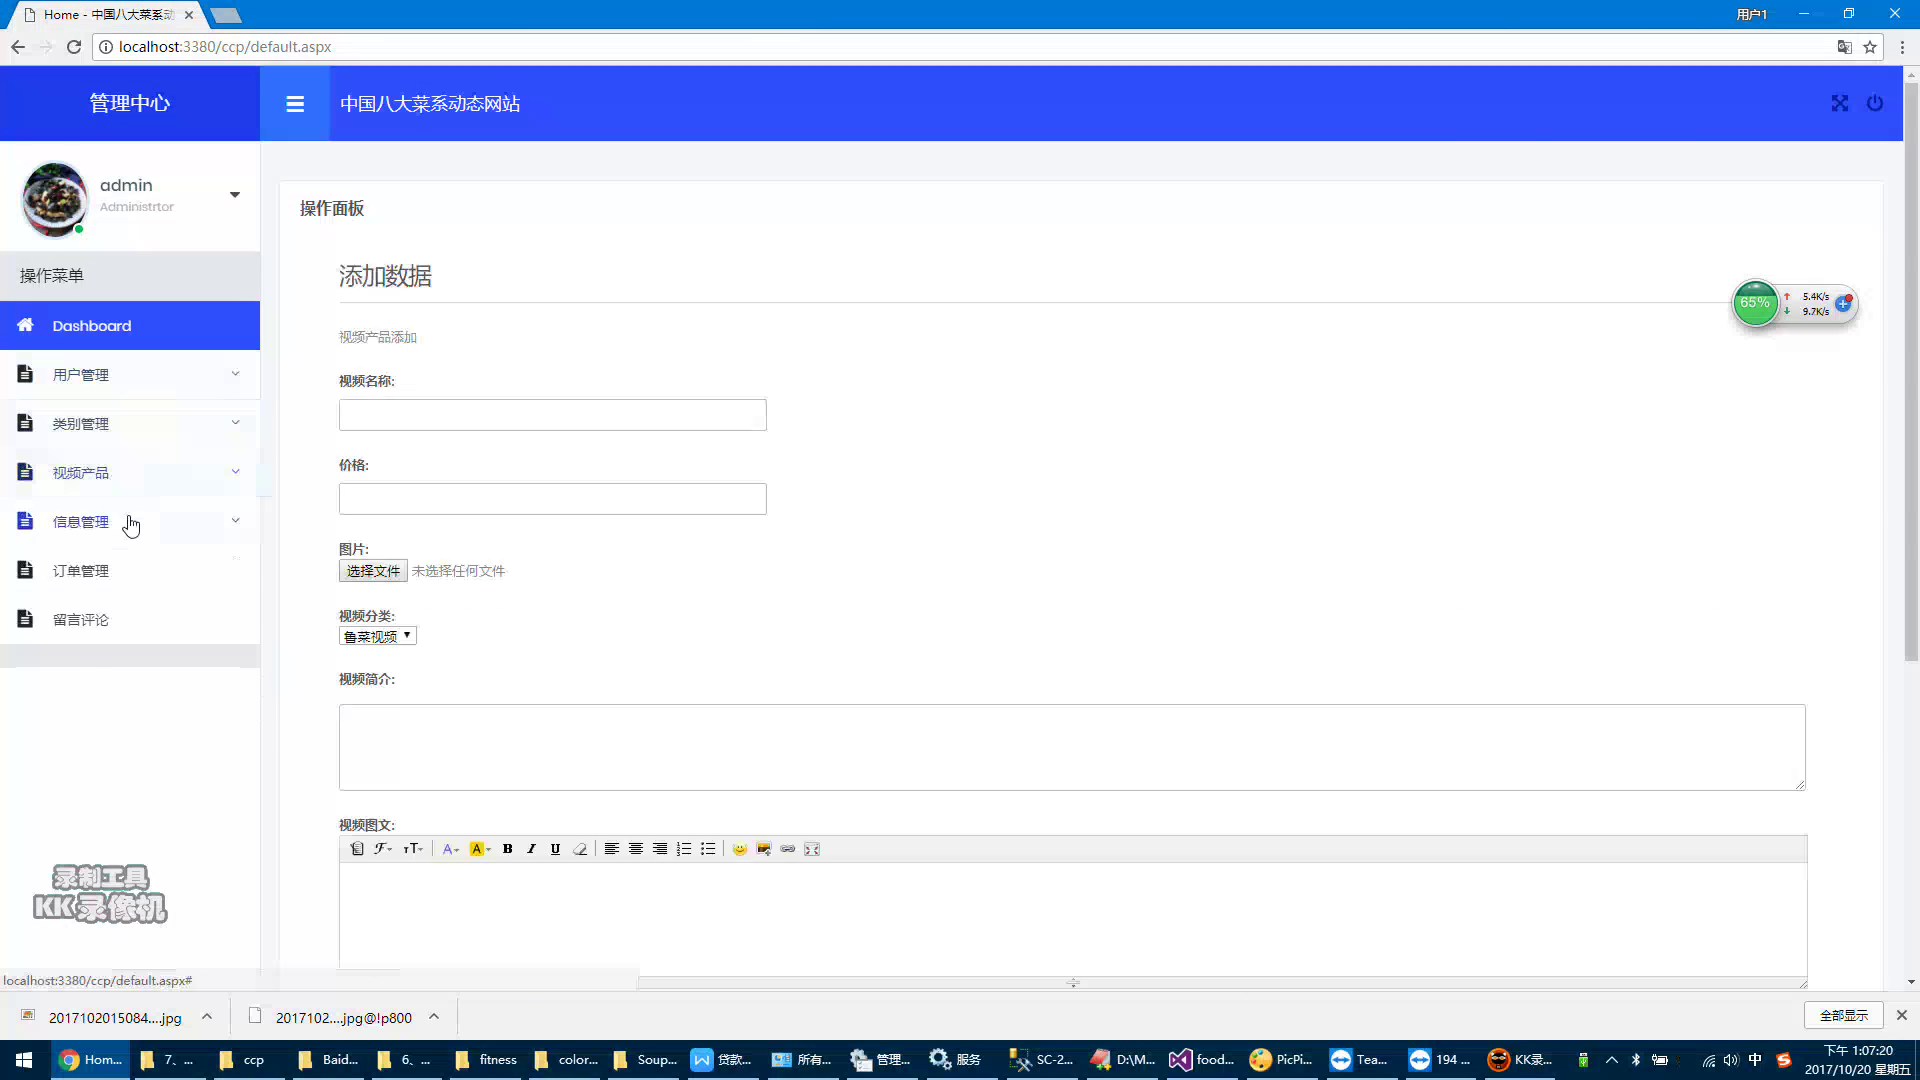 Home - 中国八大菜系动
用户1
localhost:3380/ccp/default.aspx
管理中心
中国八大菜系动态网站
admin
Administrtor
操作菜单
Dashboard
用户管理
类别管理
视频产品
信息管理
订单管理
留言评论
操作面板
添加数据
视频产品添加
视频名称:
价格:
图片:
选择文件 未选择任何文件
视频分类:
鲁菜视频
视频简介:
视频图文:
65%
5.4K/s
9.7K/s
录制工具
KK录像机
localhost:3380/ccp/default.aspx#
2017102015084....jpg
2017102....jpg@!p800
全部显示
Hom...
7、...
ccp
Baid...
6、...
fitness
color...
Soup...
贷款...
所有...
管理...
服务
SC-2...
D:\M...
food...
PicPi...
Tea...
194 ...
KK录...
中
下午 1:07:20
2017/10/20 星期五